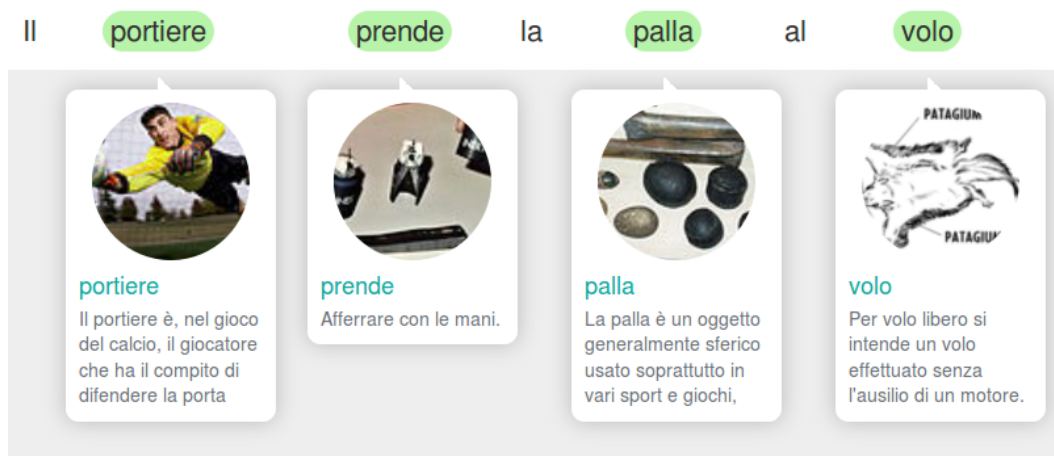 Il portiere prende la palla al volo
PATAGIUM
PATAGIUM
portiere
Il portiere è, nel gioco
del calcio, il giocatore
che ha il compito di
difendere la porta
prende
Afferrare con le mani.
palla
La palla è un oggetto
generalmente sferico
usato soprattutto in
vari sport e giochi,
volo
Per volo libero si
intende un volo
effettuato senza
l'ausilio di un motore.